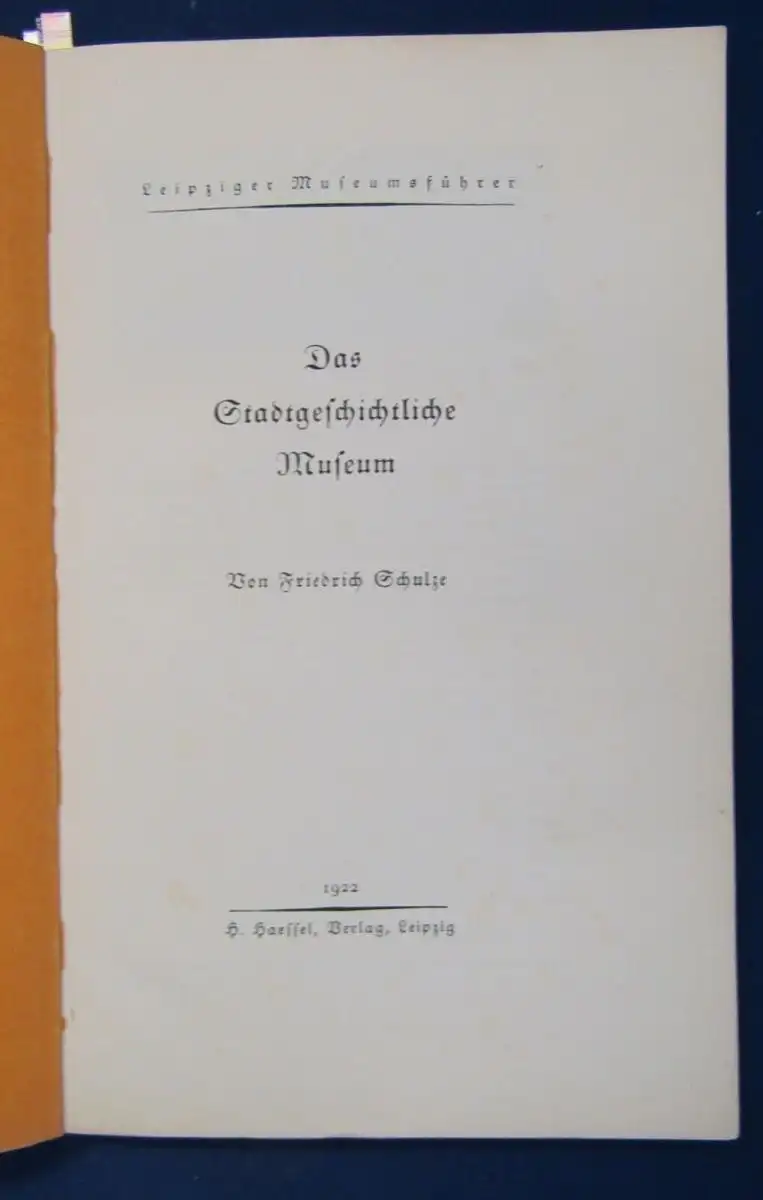 Leipziger Museumsführer
Das
Stadtgeschichtliche
Museum
Von Friedrich Schulze
1922
H. Haessel, Verlag, Leipzig